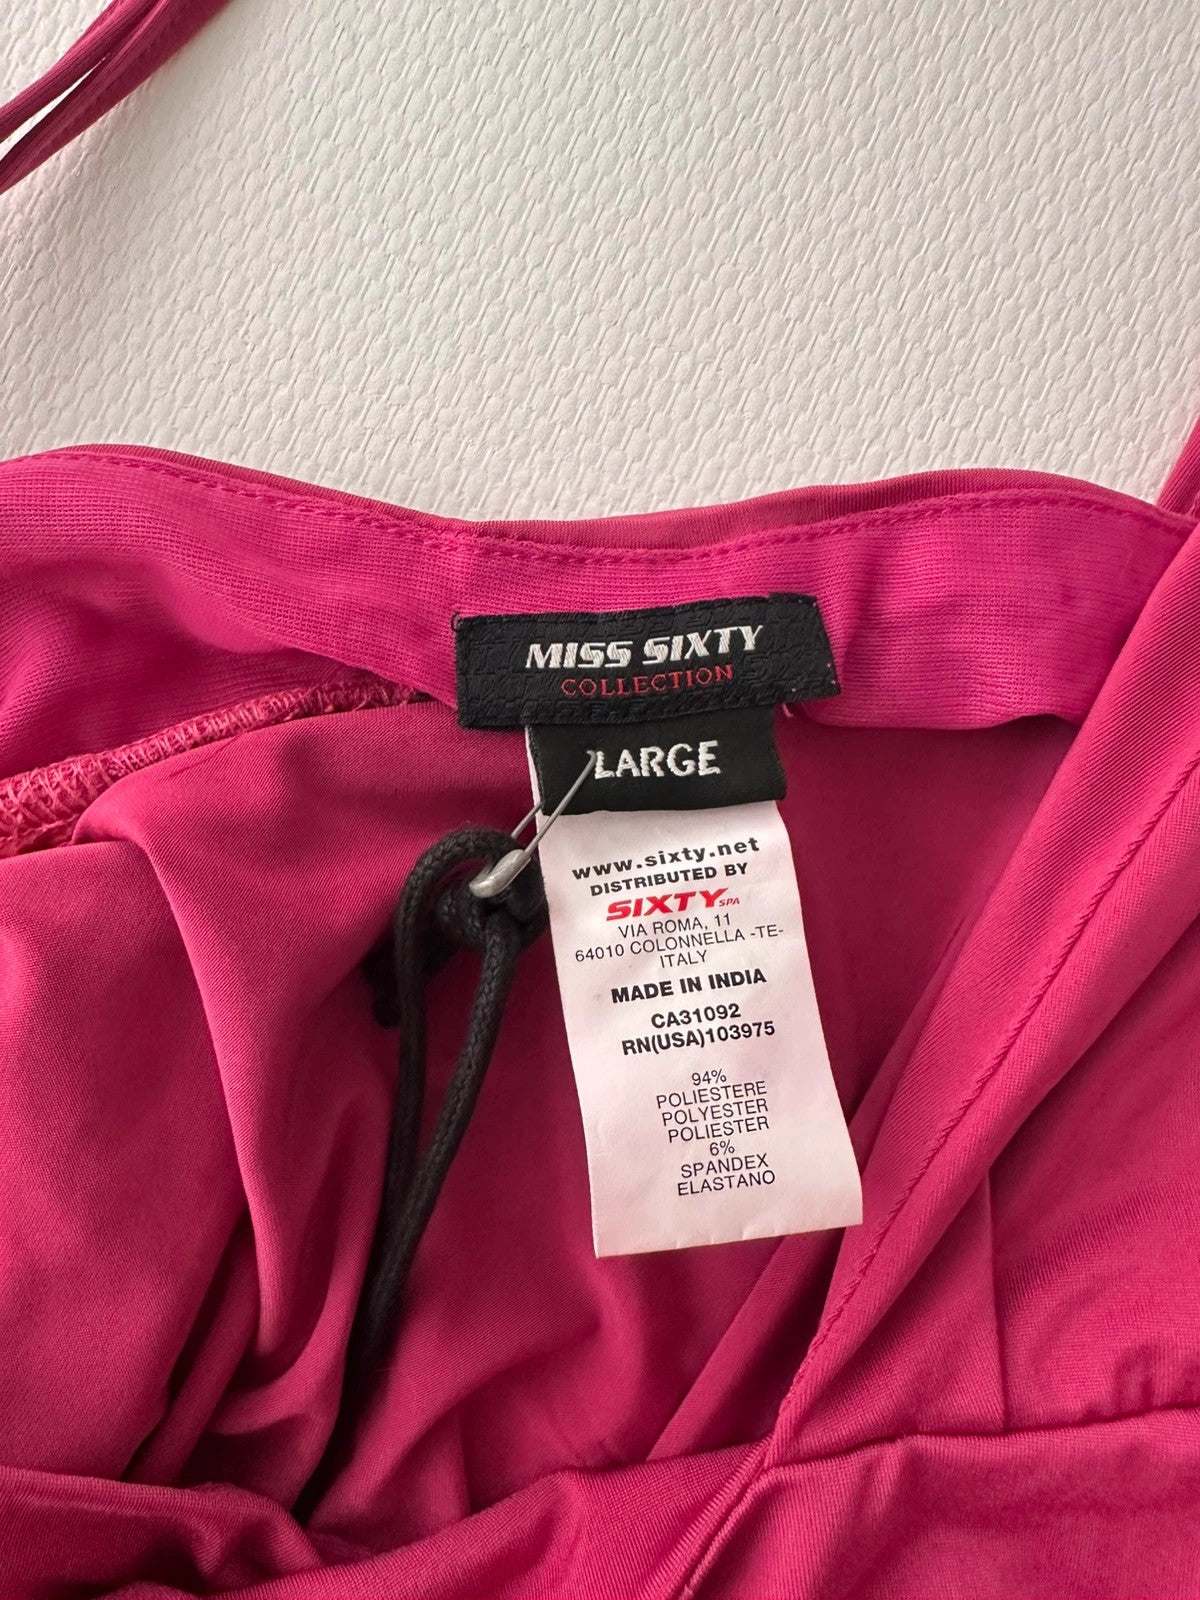 MISS SIXTY
COLLECTION
LARGE
www.sixty.net
DISTRIBUTED BY
SIXTY SPA
VIA ROMA, 11
64010 COLONNELLA -TE-
ITALY
MADE IN INDIA
CA31092
RN(USA)103975
94%
POLIESTERE
POLYESTER
POLIESTER
6%
SPANDEX
ELASTANO